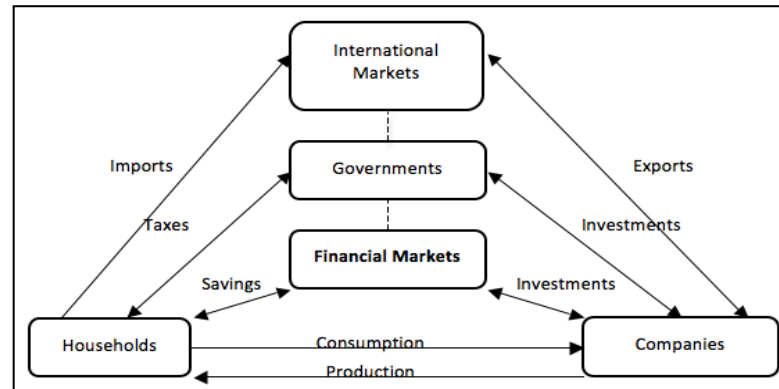 International
Markets
Imports
Exports
Governments
Taxes
Investments
Financial Markets
Savings
Investments
Households
Consumption
Companies
Production